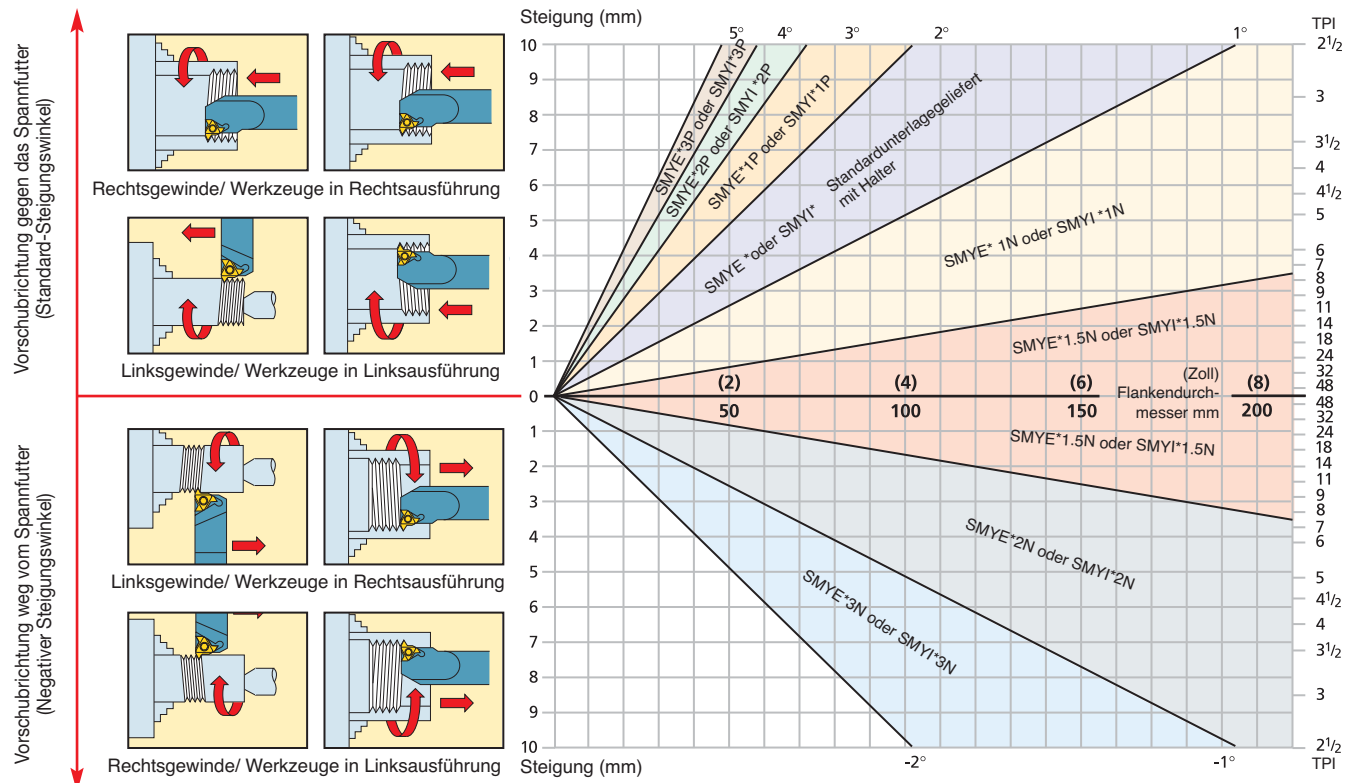 Vorschubrichtung gegen das Spannfutter
(Standard-Steigungswinkel)
Rechtsgewinde/ Werkzeuge in Rechtsausführung
Linksgewinde/ Werkzeuge in Linksausführung
Vorschubrichtung weg vom Spannfutter
(Negativer Steigungswinkel)
Linksgewinde/ Werkzeuge in Rechtsausführung
Rechtsgewinde/ Werkzeuge in Linksausführung
Steigung (mm)
5° 4° 3° 2° 1°
TPI
10
9
8
7
6
5
4
3
2
1
0
1
2
3
4
5
6
7
8
9
10
SMYE*3P oder SMYI*3P
SMYE*2P oder SMYI*2P
SMYE*1P oder SMYI*1P
SMYE *oder SMYI*
Standardunterlagegeliefert
mit Halter
SMYE* 1N oder SMYI *1N
SMYE*1.5N oder SMYI*1.5N
(2) (4) (6) (Zoll) (8)
50 100 150 Flankendurch-
messer mm 200
SMYE*1.5N oder SMYI*1.5N
SMYE*2N oder SMYI*2N
SMYE*3N oder SMYI*3N
2 1/2
3
3 1/2
4
4 1/2
5
6
7
8
9
11
14
18
24
32
48
48
32
24
18
14
11
9
8
7
6
5
4 1/2
4
3 1/2
3
2 1/2
Steigung (mm)
-2° -1°
TPI